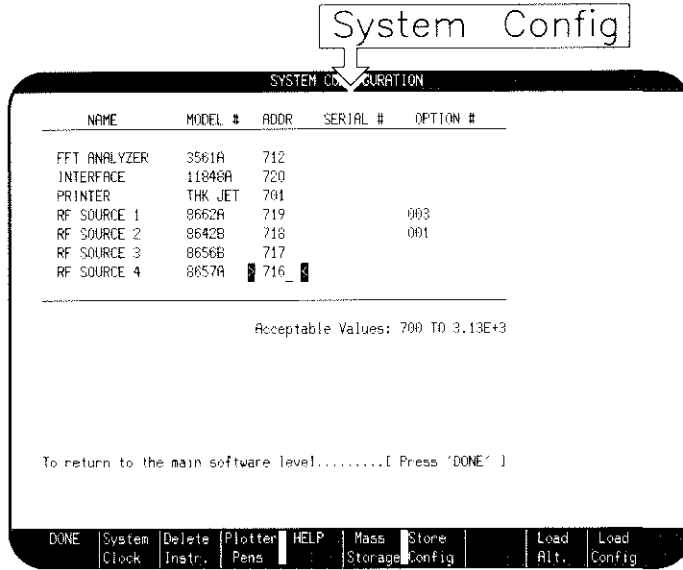 System Config
SYSTEM CONFIGURATION
NAME MODEL # ADDR SERIAL # OPTION #
FFT ANALYZER 3561A 712
INTERFACE 11848A 720
PRINTER THK JET 701
RF SOURCE 1 8662A 719 003
RF SOURCE 2 8642B 718 001
RF SOURCE 3 8656B 717
RF SOURCE 4 8657A > 716_ <
Acceptable Values: 700 TO 3.13E+3
To return to the main software level.........[ Press 'DONE' ]
DONE System Delete Plotter HELP Mass Store Load Load
Clock Instr. Pens Storage Config Alt. Config